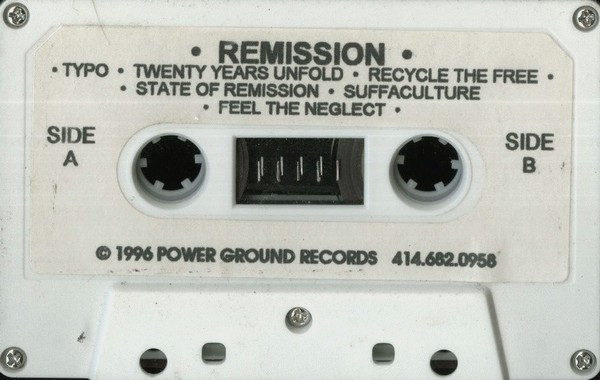 • REMISSION •
• TYPO • TWENTY YEARS UNFOLD • RECYCLE THE FREE •
• STATE OF REMISSION • SUFFACULTURE
• FEEL THE NEGLECT •
SIDE A
SIDE B
© 1996 POWER GROUND RECORDS 414.682.0958